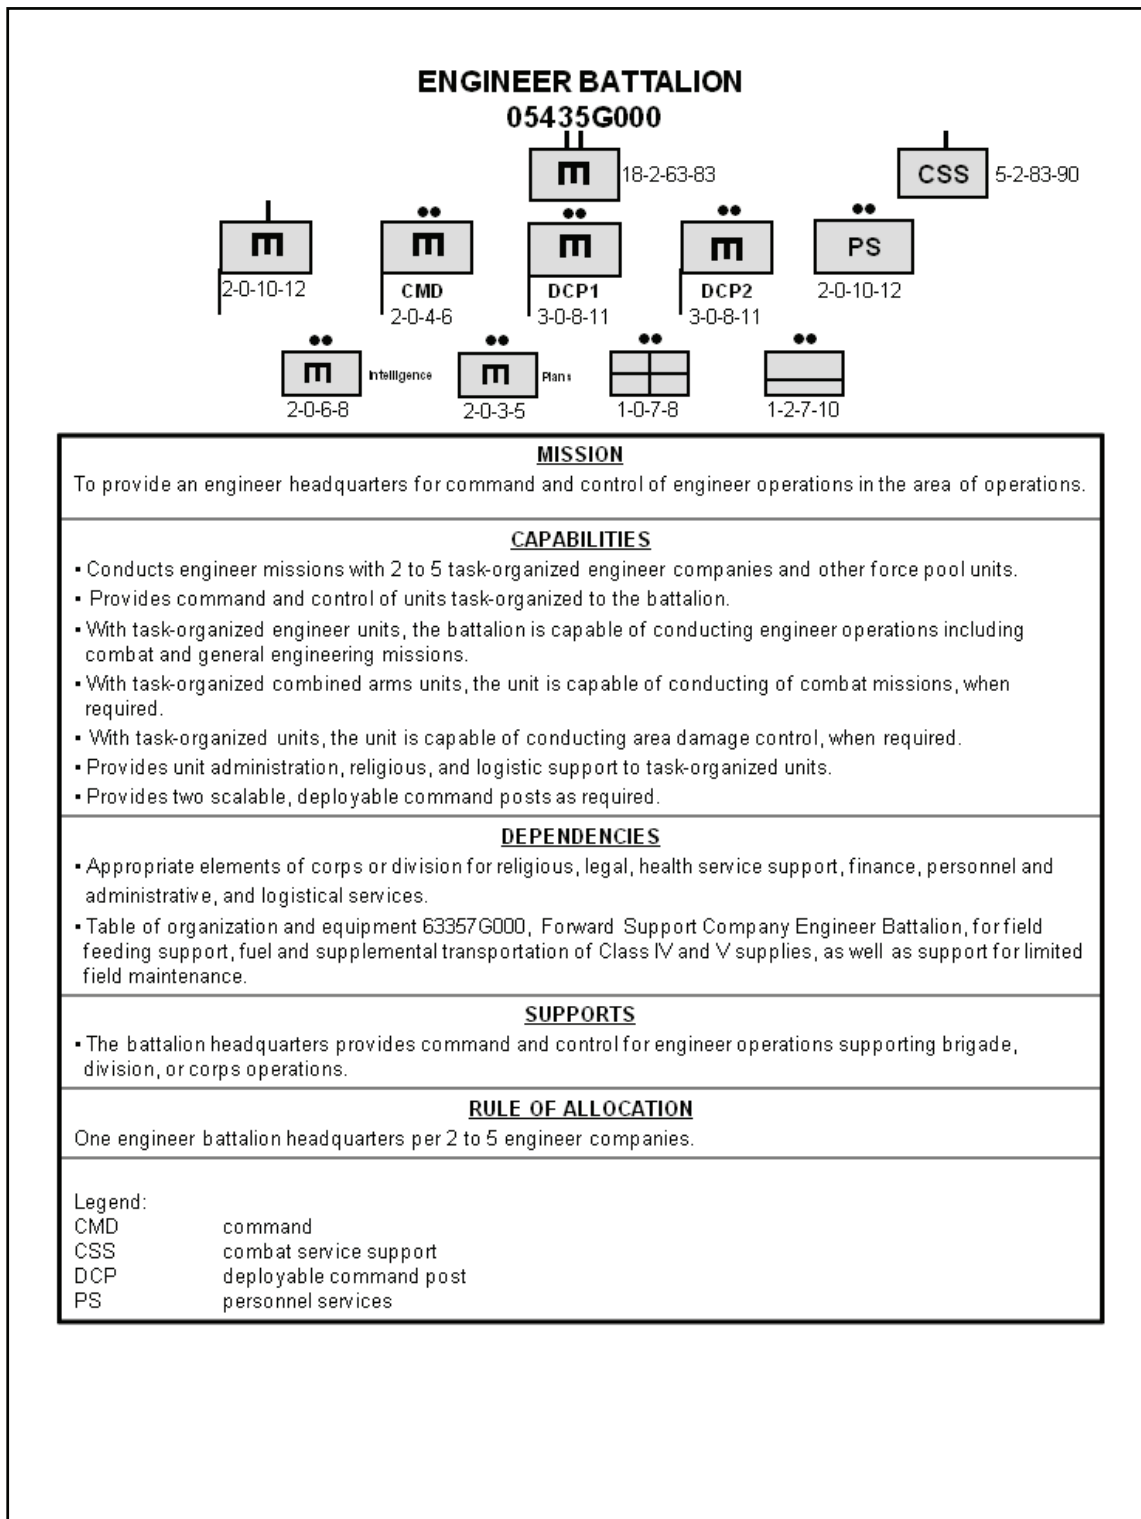 ENGINEER BATTALION
05435G000
18-2-63-83
CSS
5-2-83-90
PS
2-0-10-12
CMD
2-0-4-6
DCP1
3-0-8-11
DCP2
3-0-8-11
2-0-10-12
Intelligence
2-0-6-8
Plans
2-0-3-5
1-0-7-8
1-2-7-10
MISSION
To provide an engineer headquarters for command and control of engineer operations in the area of operations.
CAPABILITIES
▪ Conducts engineer missions with 2 to 5 task-organized engineer companies and other force pool units.
▪ Provides command and control of units task-organized to the battalion.
▪ With task-organized engineer units, the battalion is capable of conducting engineer operations including
combat and general engineering missions.
▪ With task-organized combined arms units, the unit is capable of conducting of combat missions, when
required.
▪ With task-organized units, the unit is capable of conducting area damage control, when required.
▪ Provides unit administration, religious, and logistic support to task-organized units.
▪ Provides two scalable, deployable command posts as required.
DEPENDENCIES
▪ Appropriate elements of corps or division for religious, legal, health service support, finance, personnel and
administrative, and logistical services.
▪ Table of organization and equipment 63357G000, Forward Support Company Engineer Battalion, for field
feeding support, fuel and supplemental transportation of Class IV and V supplies, as well as support for limited
field maintenance.
SUPPORTS
▪ The battalion headquarters provides command and control for engineer operations supporting brigade,
division, or corps operations.
RULE OF ALLOCATION
One engineer battalion headquarters per 2 to 5 engineer companies.
Legend:
CMD command
CSS combat service support
DCP deployable command post
PS personnel services